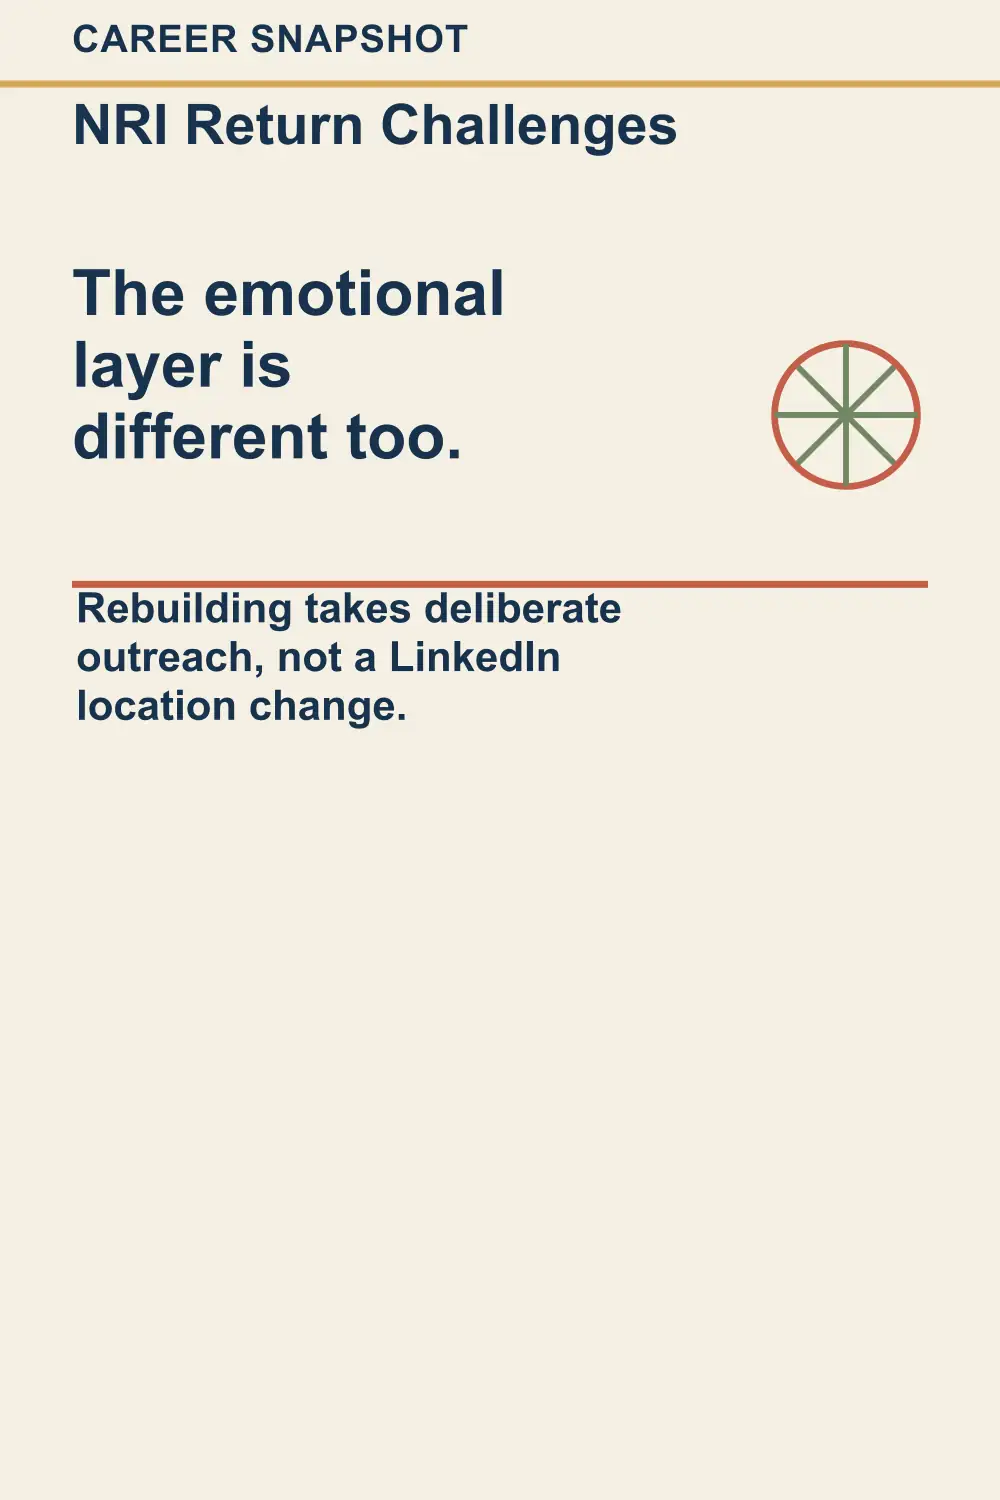 CAREER SNAPSHOT
NRI Return Challenges
The emotional
layer is
different too.
Rebuilding takes deliberate
outreach, not a LinkedIn
location change.